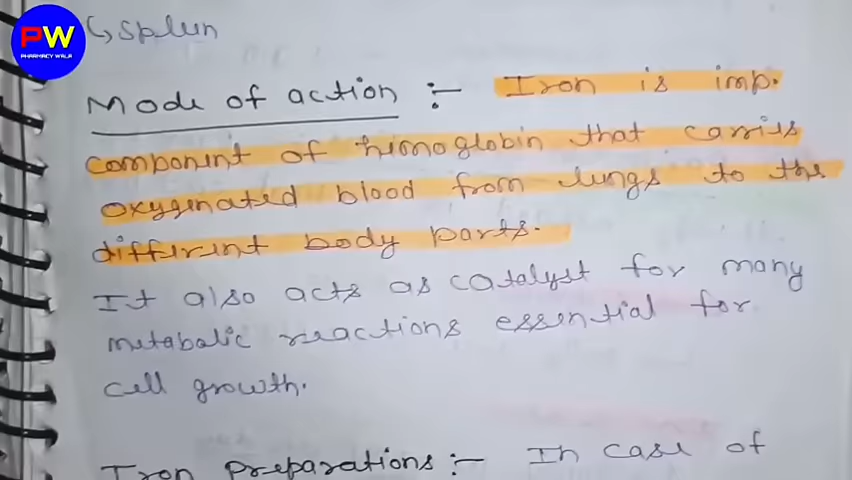 PW
PHARMACY WALA
↳ Spleen
Mode of action :- Iron is imp.
component of hemoglobin that carries
oxygenated blood from lungs to the
different body parts.
It also acts as catalyst for many
metabalic reactions essential for
cell growth.
Iron preparations :- In case of